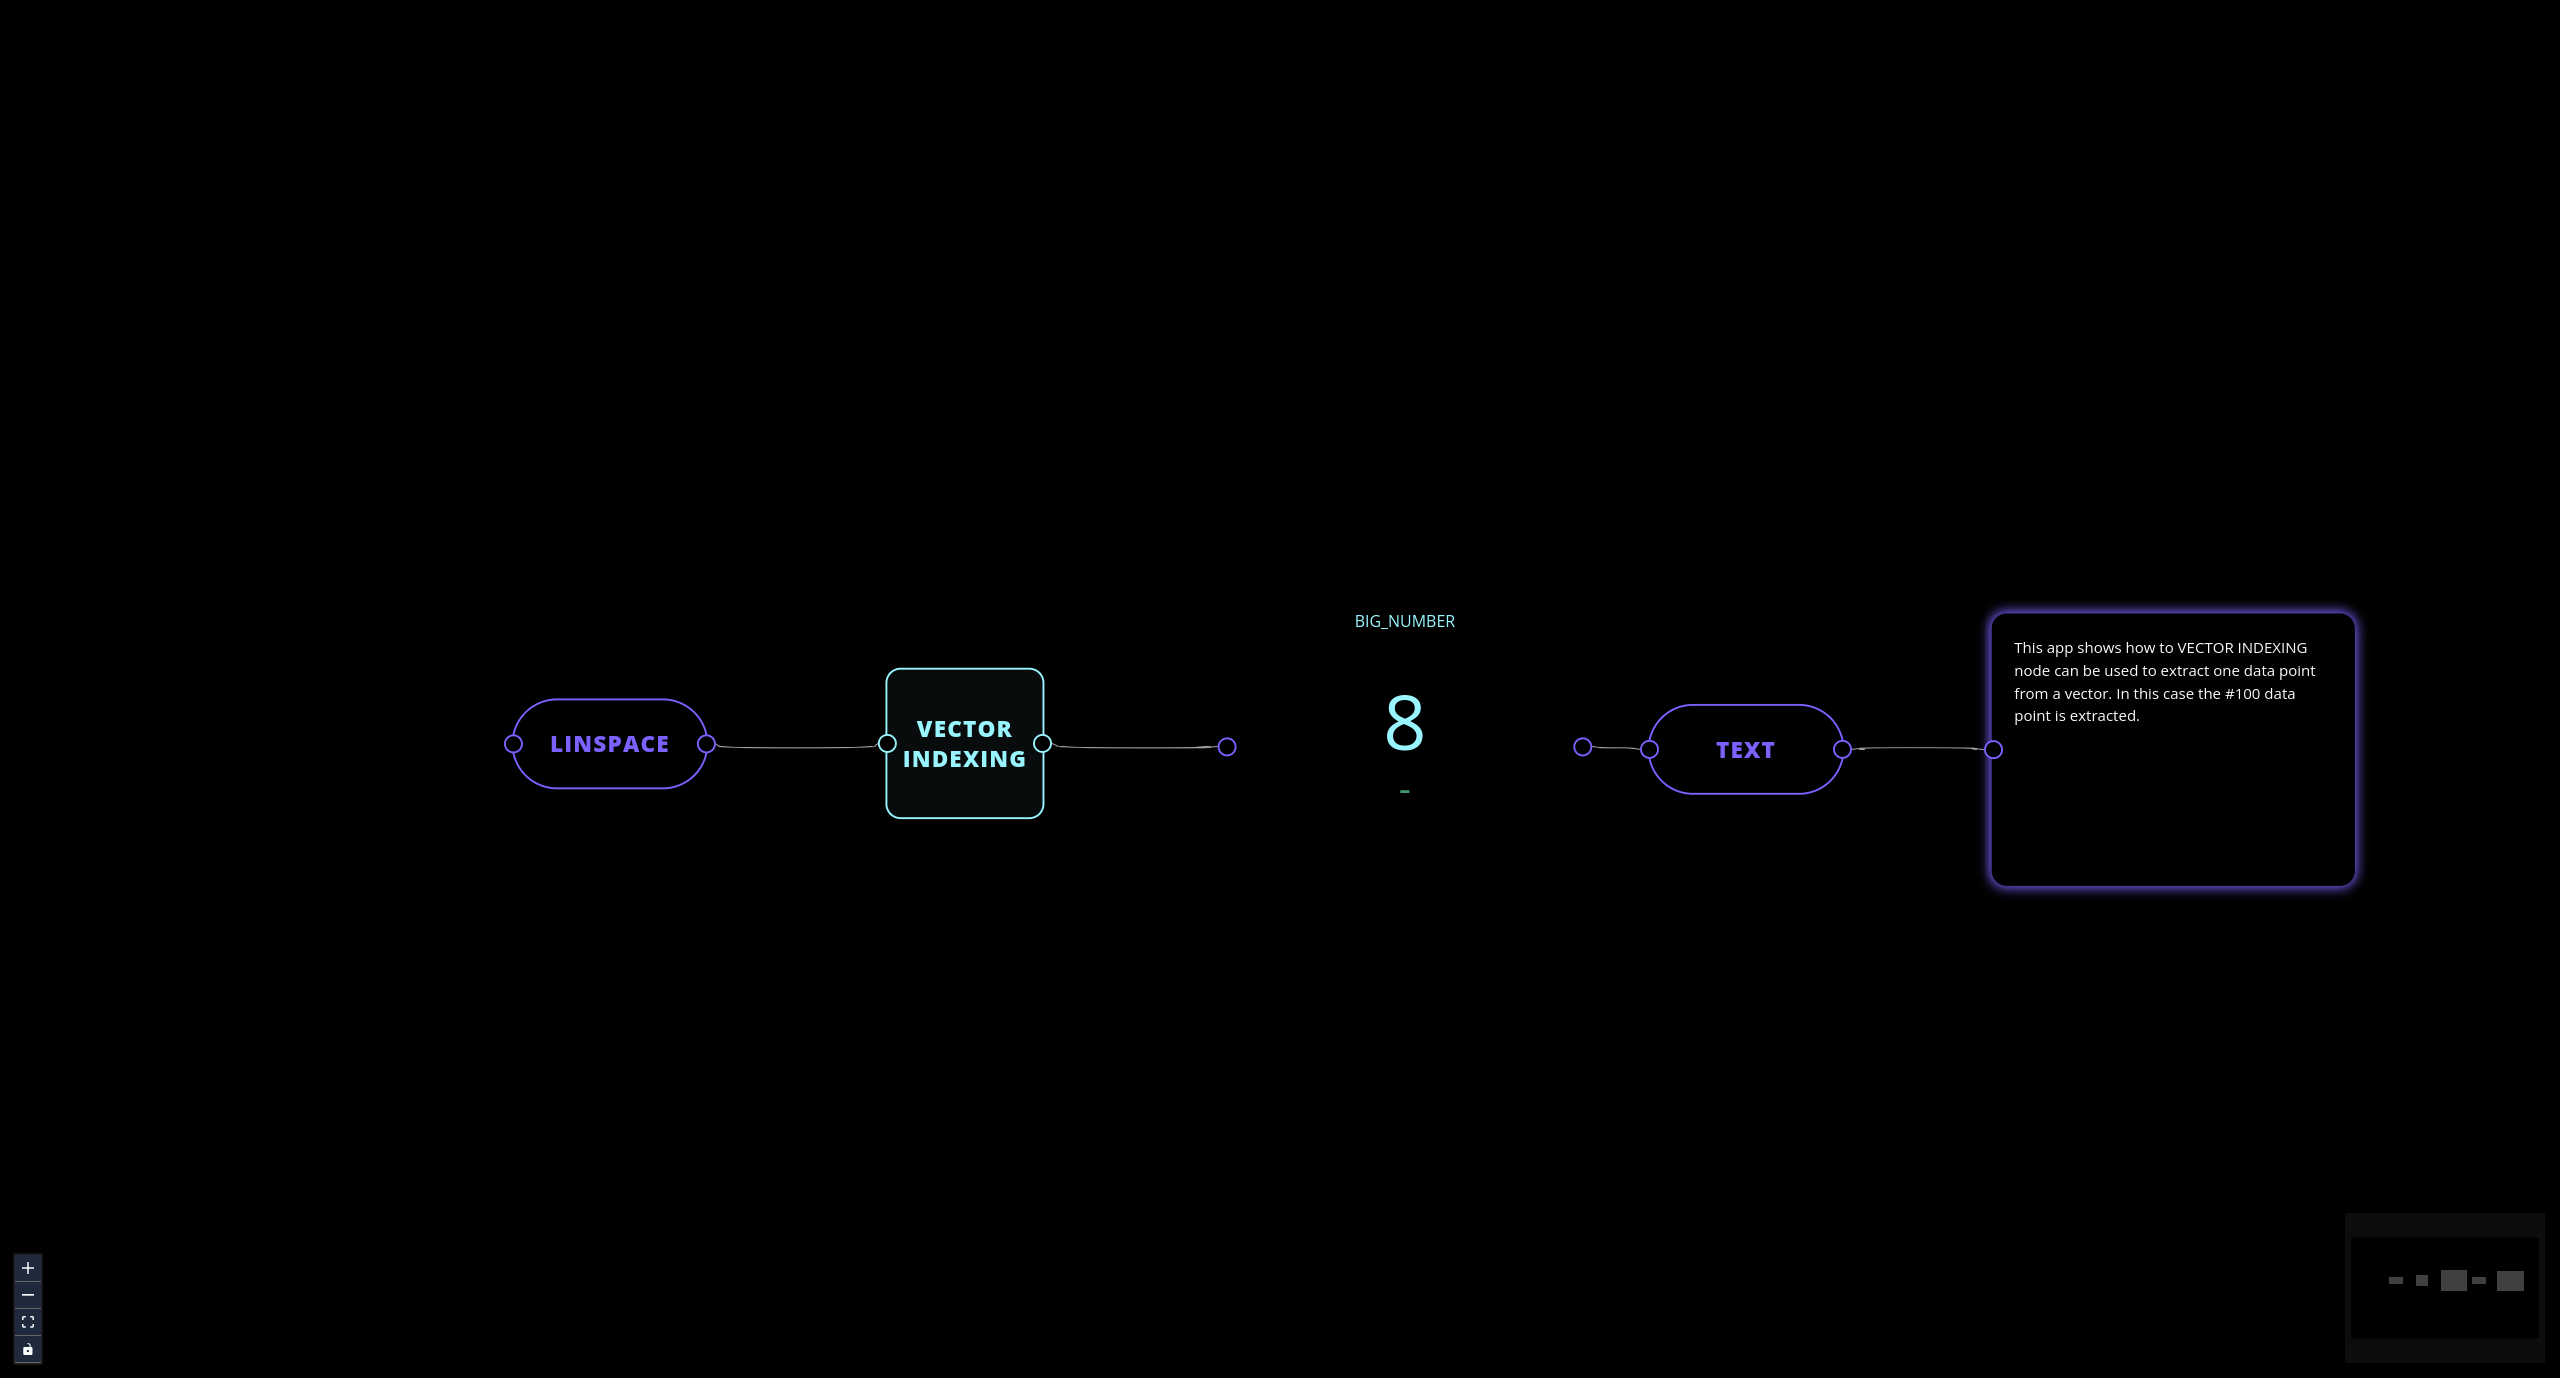 LINSPACE
VECTOR
INDEXING
BIG_NUMBER
8
-
TEXT
This app shows how to VECTOR INDEXING
node can be used to extract one data point
from a vector. In this case the #100 data
point is extracted.